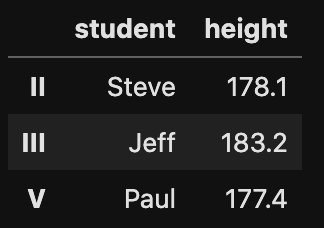 student height
II Steve 178.1
III Jeff 183.2
V Paul 177.4